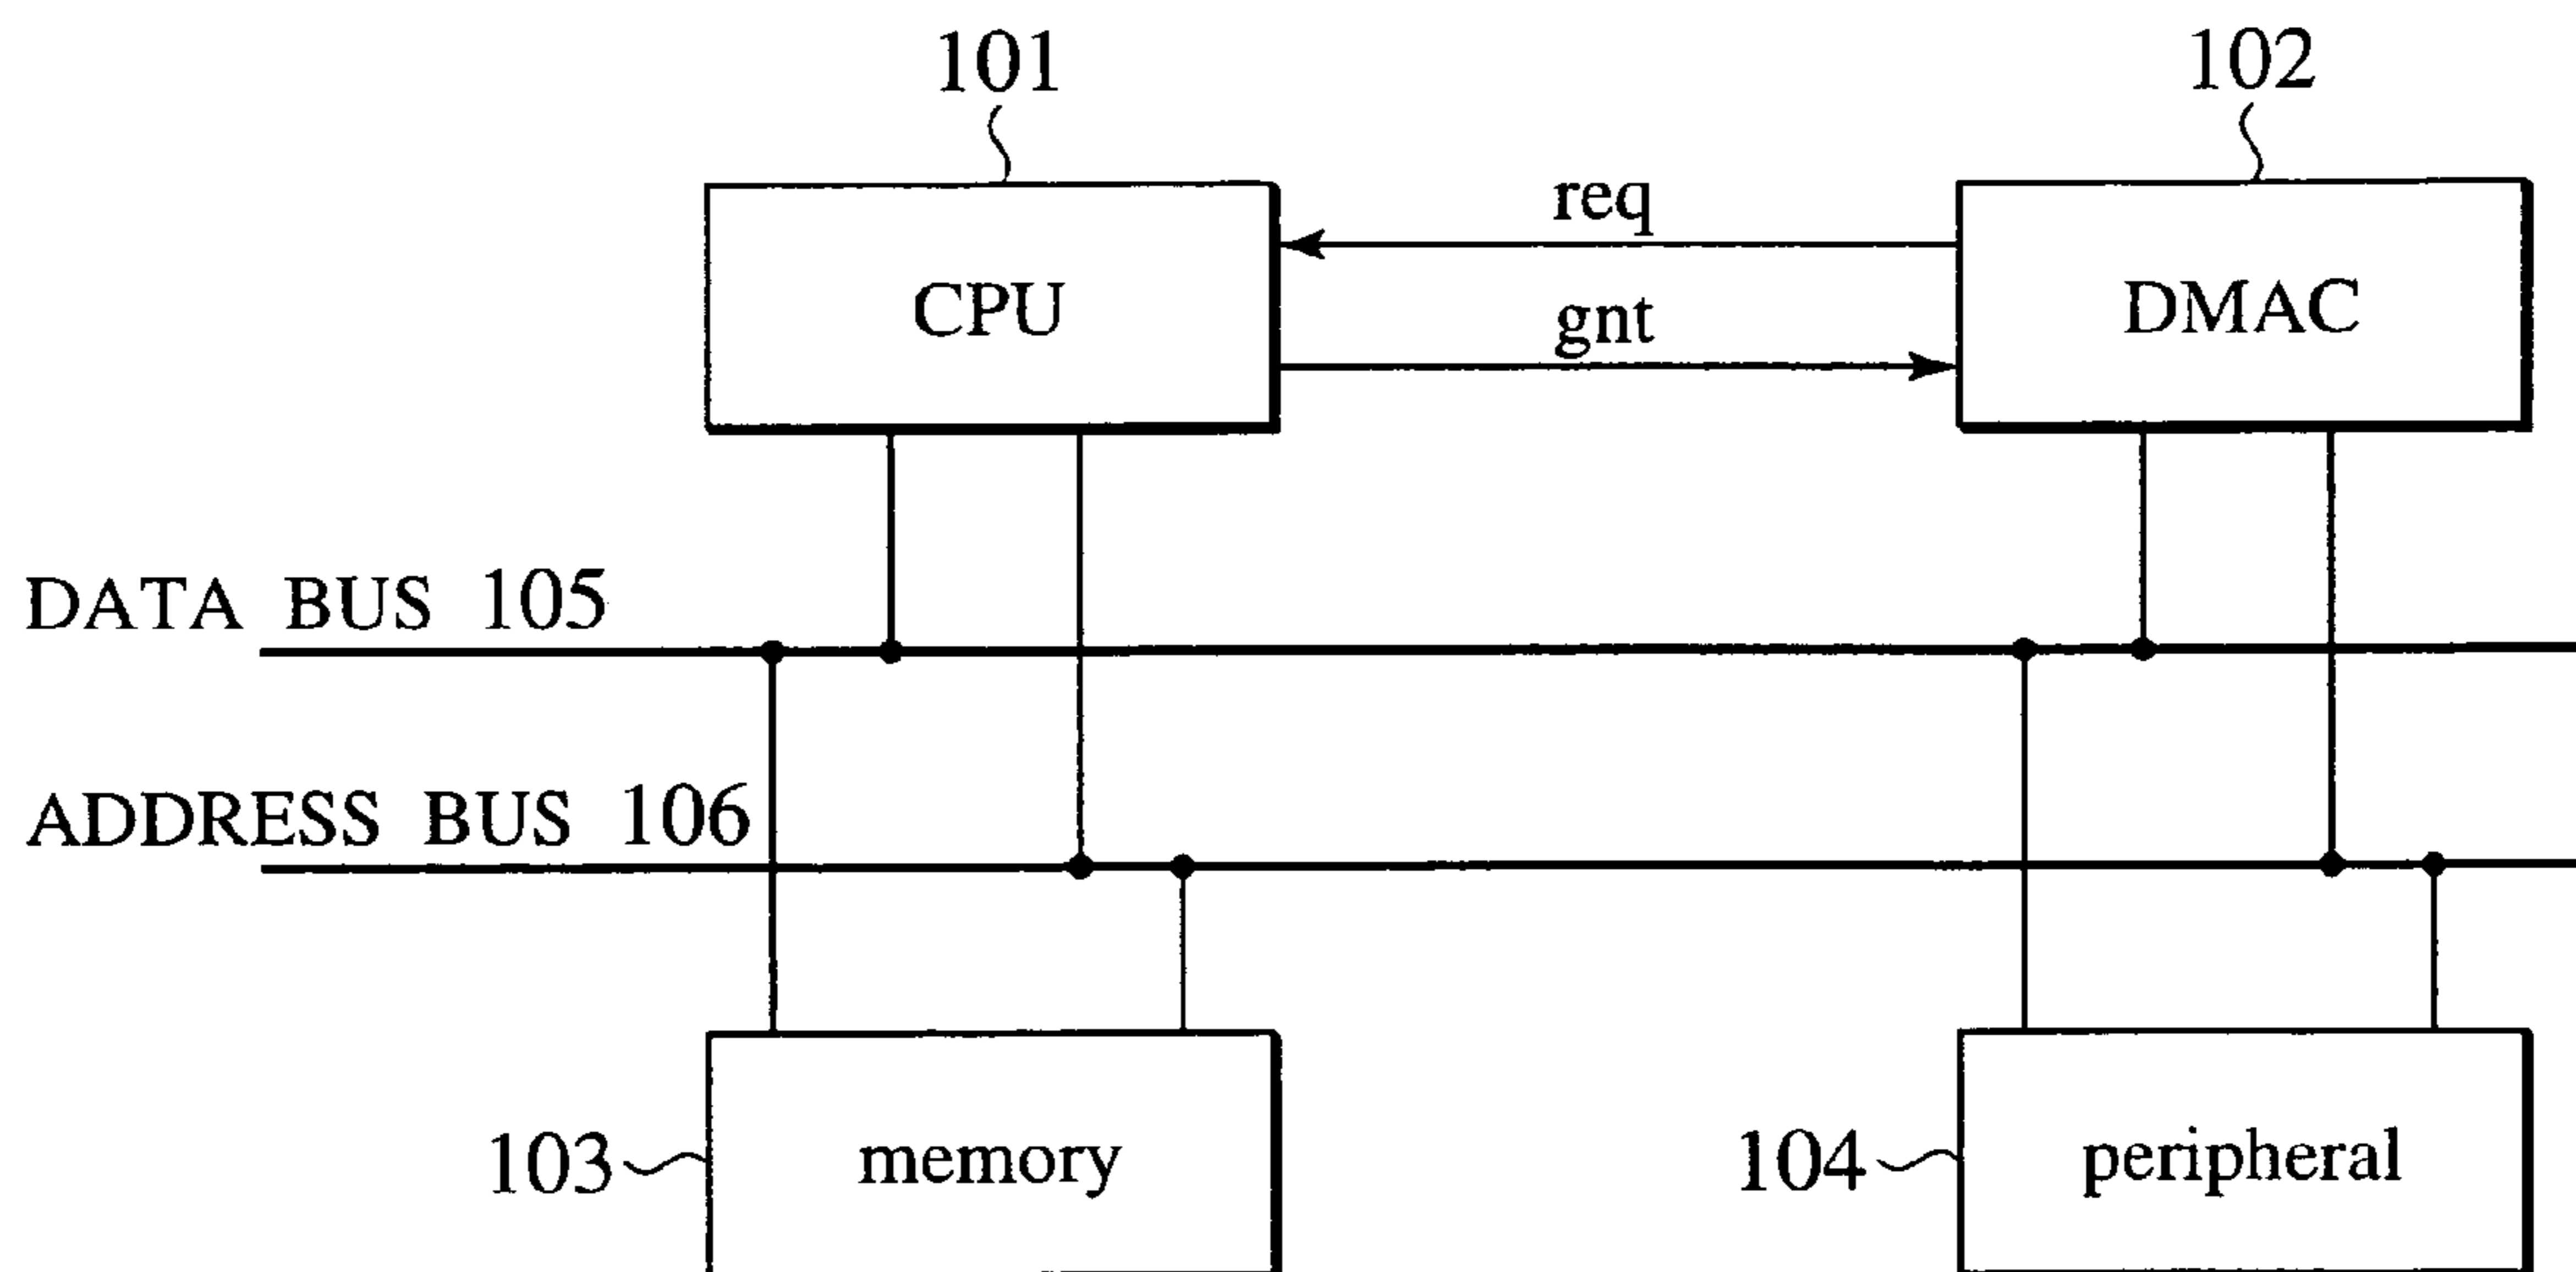 101
102
req
CPU
DMAC
gnt
DATA BUS 105
ADDRESS BUS 106
103
memory
104
peripheral